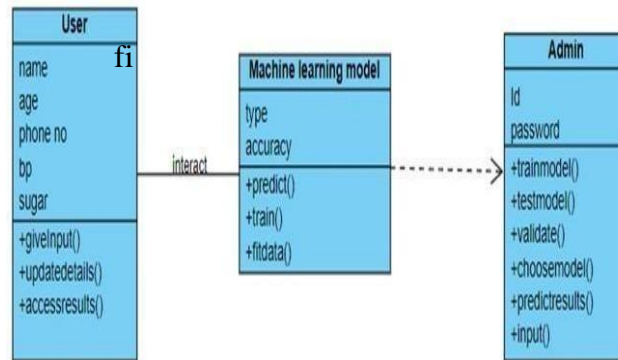 User
fi
name
age
phone no
bp
sugar
+giveInput()
+updatedetails()
+accessresults()
interact
Machine learning model
type
accuracy
+predict()
+train()
+fitdata()
Admin
Id
password
+trainmodel()
+testmodel()
+validate()
+choosemodel()
+predictresults()
+input()